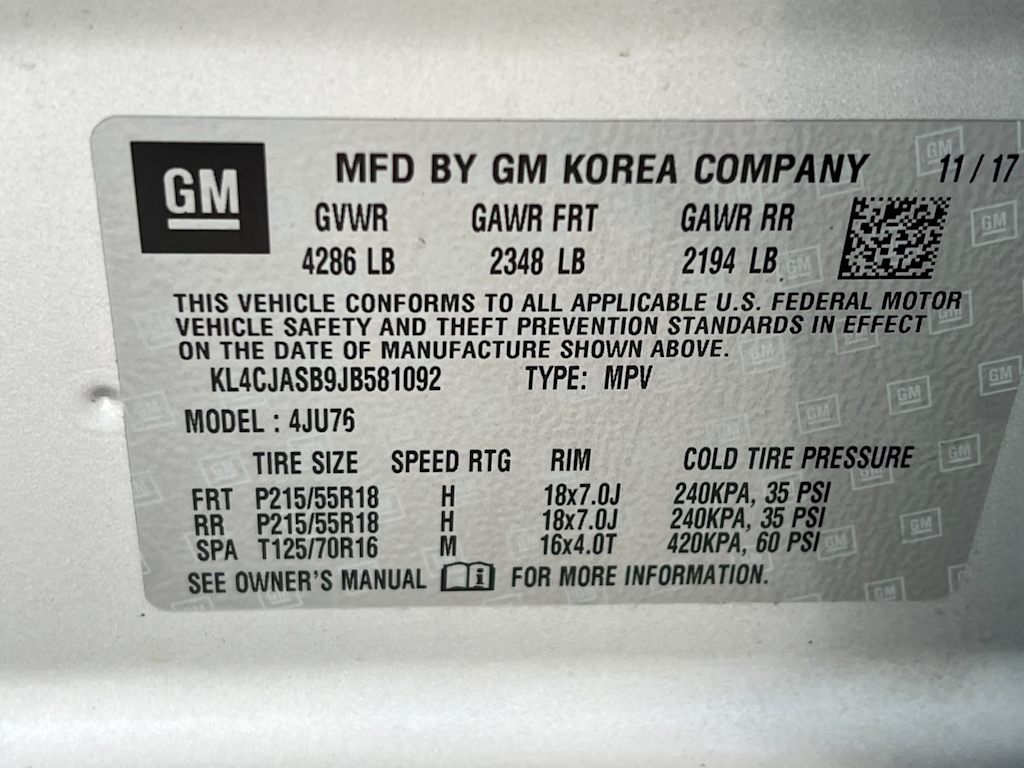 GM MFD BY GM KOREA COMPANY 11/17
GVWR GAWR FRT GAWR RR
4286 LB 2348 LB 2194 LB
THIS VEHICLE CONFORMS TO ALL APPLICABLE U.S. FEDERAL MOTOR
VEHICLE SAFETY AND THEFT PREVENTION STANDARDS IN EFFECT
ON THE DATE OF MANUFACTURE SHOWN ABOVE.
KL4CJASB9JB581092 TYPE: MPV
MODEL : 4JU76
TIRE SIZE SPEED RTG RIM COLD TIRE PRESSURE
FRT P215/55R18 H 18x7.0J 240KPA, 35 PSI
RR P215/55R18 H 18x7.0J 240KPA, 35 PSI
SPA T125/70R16 M 16x4.0T 420KPA, 60 PSI
SEE OWNER'S MANUAL FOR MORE INFORMATION.